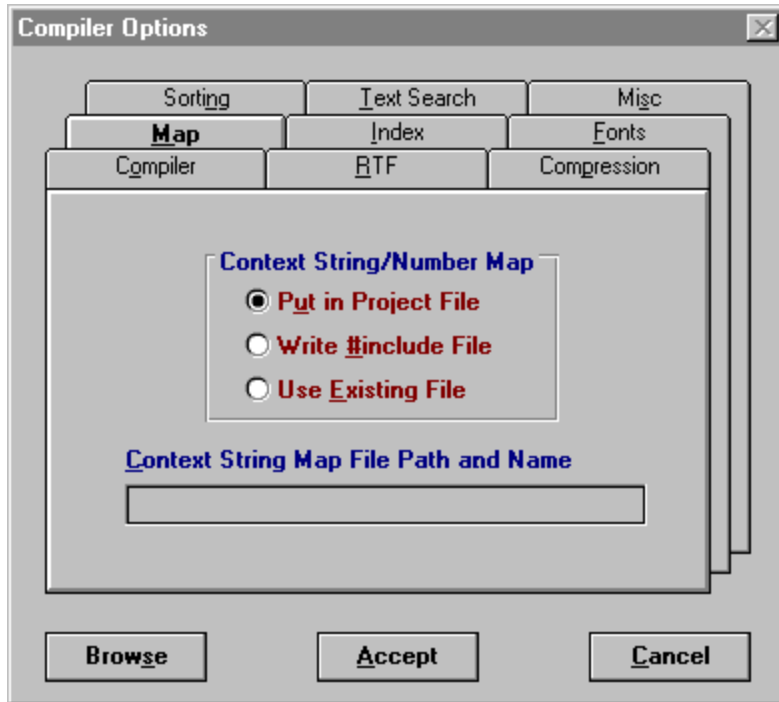 Compiler Options
Sorting Text Search Misc
Map Index Fonts
Compiler RTF Compression
Context String/Number Map
Put in Project File
Write #include File
Use Existing File
Context String Map File Path and Name
Browse Accept Cancel